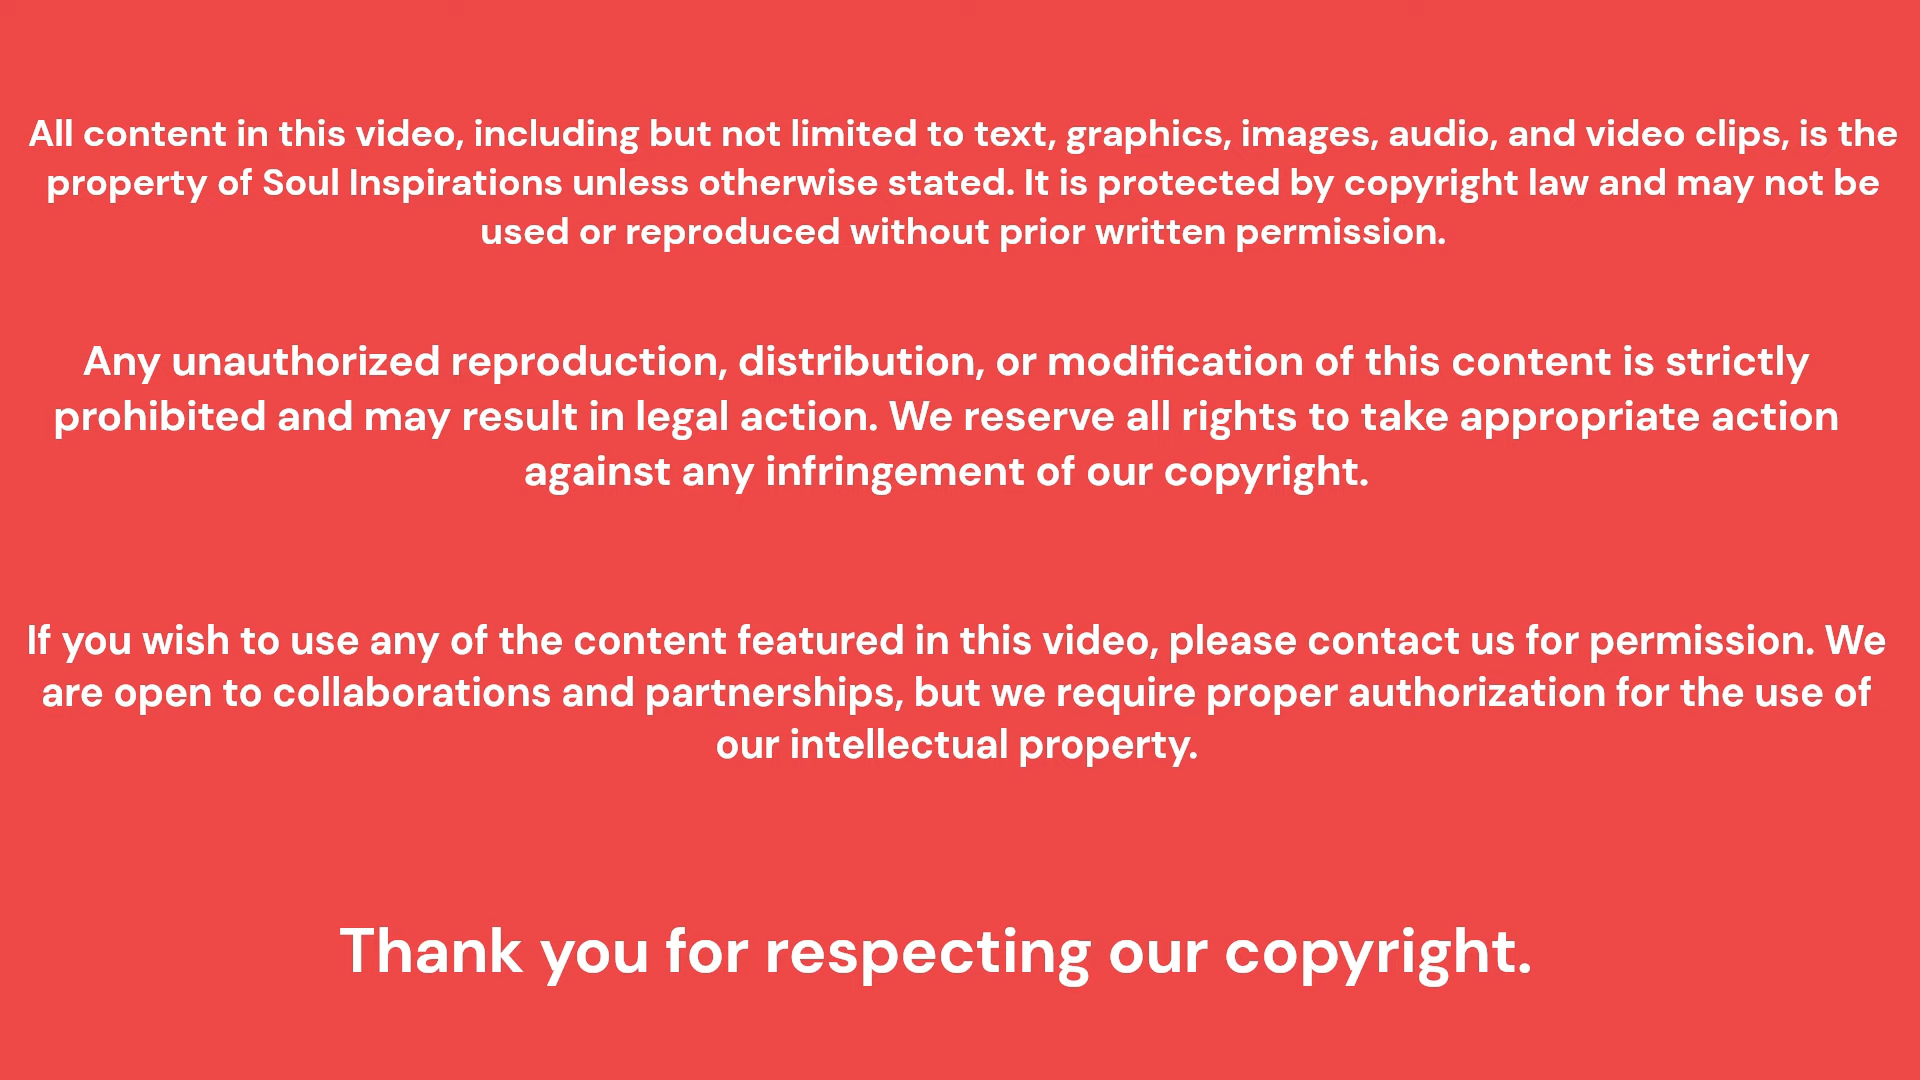 All content in this video, including but not limited to text, graphics, images, audio, and video clips, is the
property of Soul Inspirations unless otherwise stated. It is protected by copyright law and may not be
used or reproduced without prior written permission.
Any unauthorized reproduction, distribution, or modification of this content is strictly
prohibited and may result in legal action. We reserve all rights to take appropriate action
against any infringement of our copyright.
If you wish to use any of the content featured in this video, please contact us for permission. We
are open to collaborations and partnerships, but we require proper authorization for the use of
our intellectual property.
Thank you for respecting our copyright.